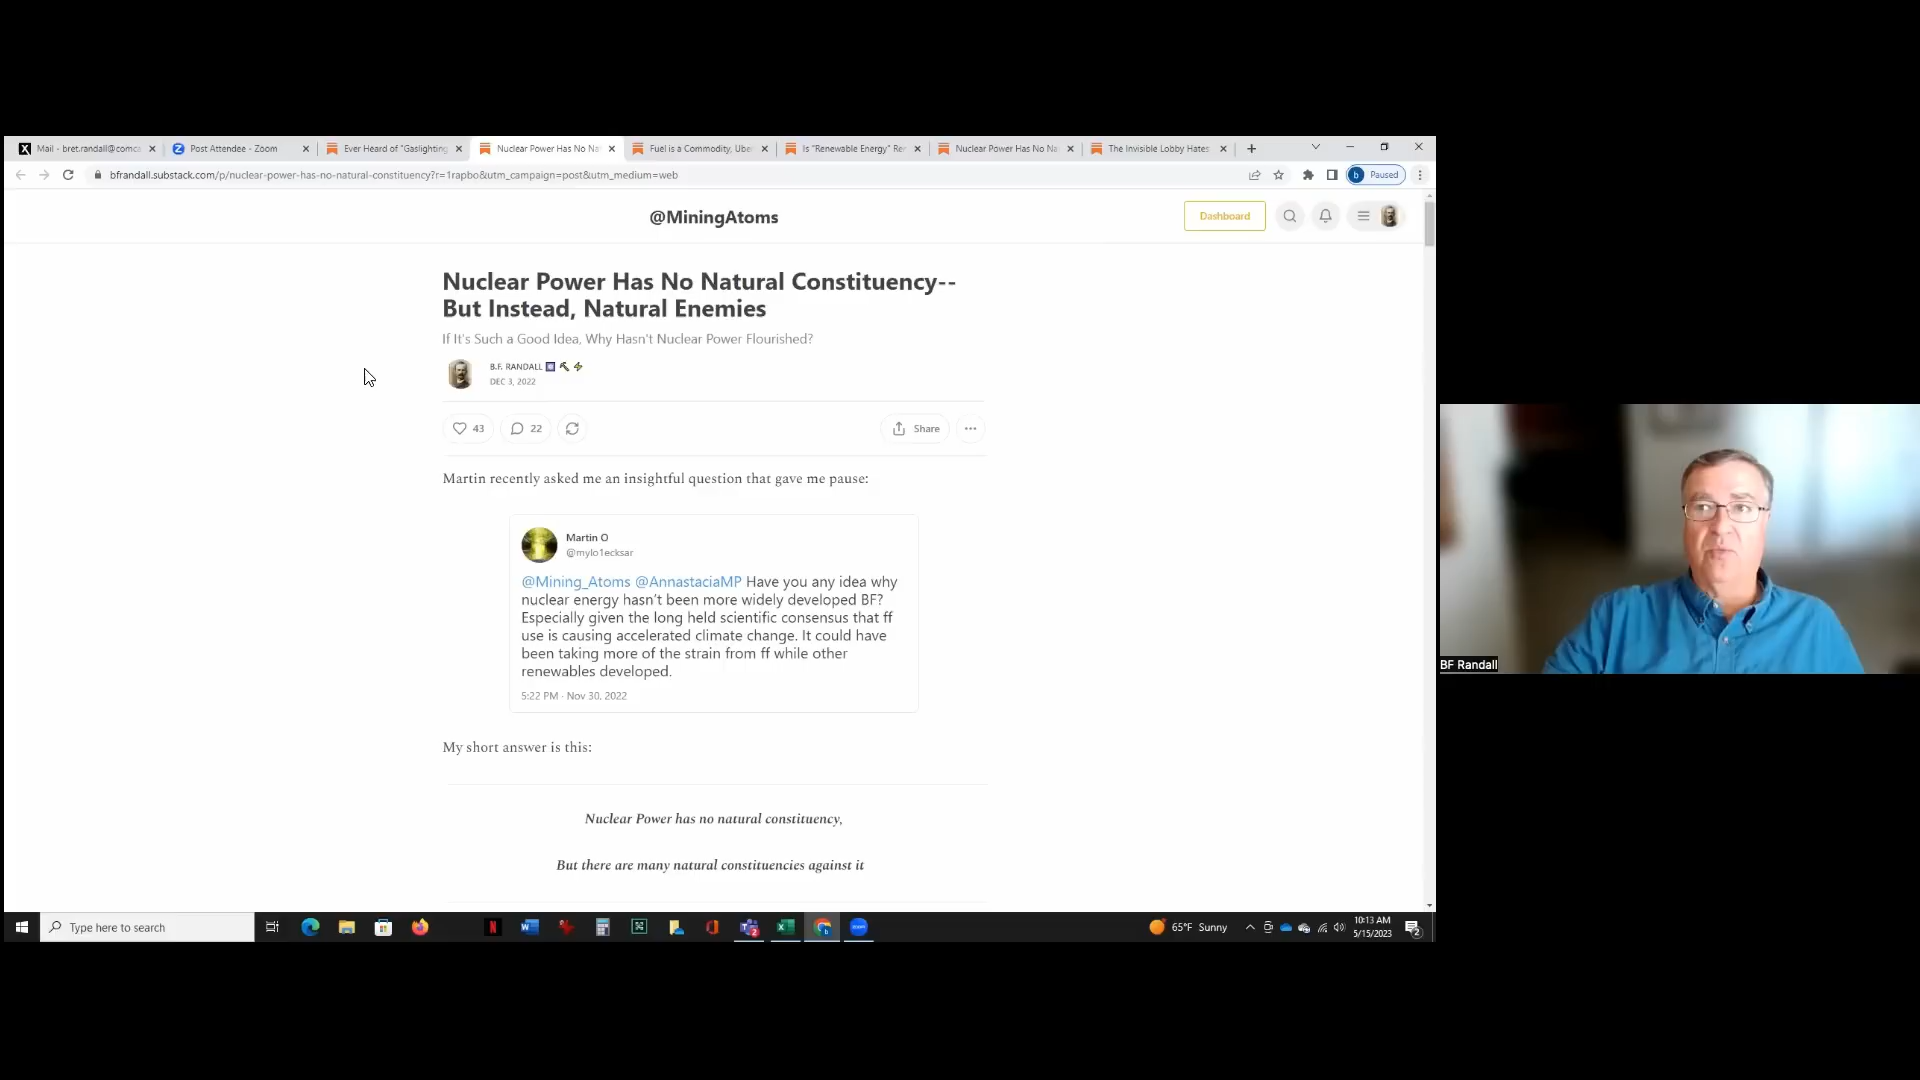 Mail - bret.randall@comc
Post Attendee - Zoom
Ever Heard of "Gaslighting
Nuclear Power Has No Na
Fuel is a Commodity, Ube
Is "Renewable Energy" Re
Nuclear Power Has No Na
The Invisible Lobby Hates
bfrandall.substack.com/p/nuclear-power-has-no-natural-constituency?r=1rapbo&utm_campaign=post&utm_medium=web
b Paused
@MiningAtoms
Dashboard
Nuclear Power Has No Natural Constituency--
But Instead, Natural Enemies
If It's Such a Good Idea, Why Hasn't Nuclear Power Flourished?
B.F. RANDALL
DEC 3, 2022
43
22
Share
Martin recently asked me an insightful question that gave me pause:
Martin O
@mylo1ecksar
@Mining_Atoms @AnnastaciaMP Have you any idea why
nuclear energy hasn't been more widely developed BF?
Especially given the long held scientific consensus that ff
use is causing accelerated climate change. It could have
been taking more of the strain from ff while other
renewables developed.
5:22 PM · Nov 30, 2022
My short answer is this:
Nuclear Power has no natural constituency,
But there are many natural constituencies against it
BF Randall
Type here to search
65°F Sunny
10:13 AM
5/15/2023
2